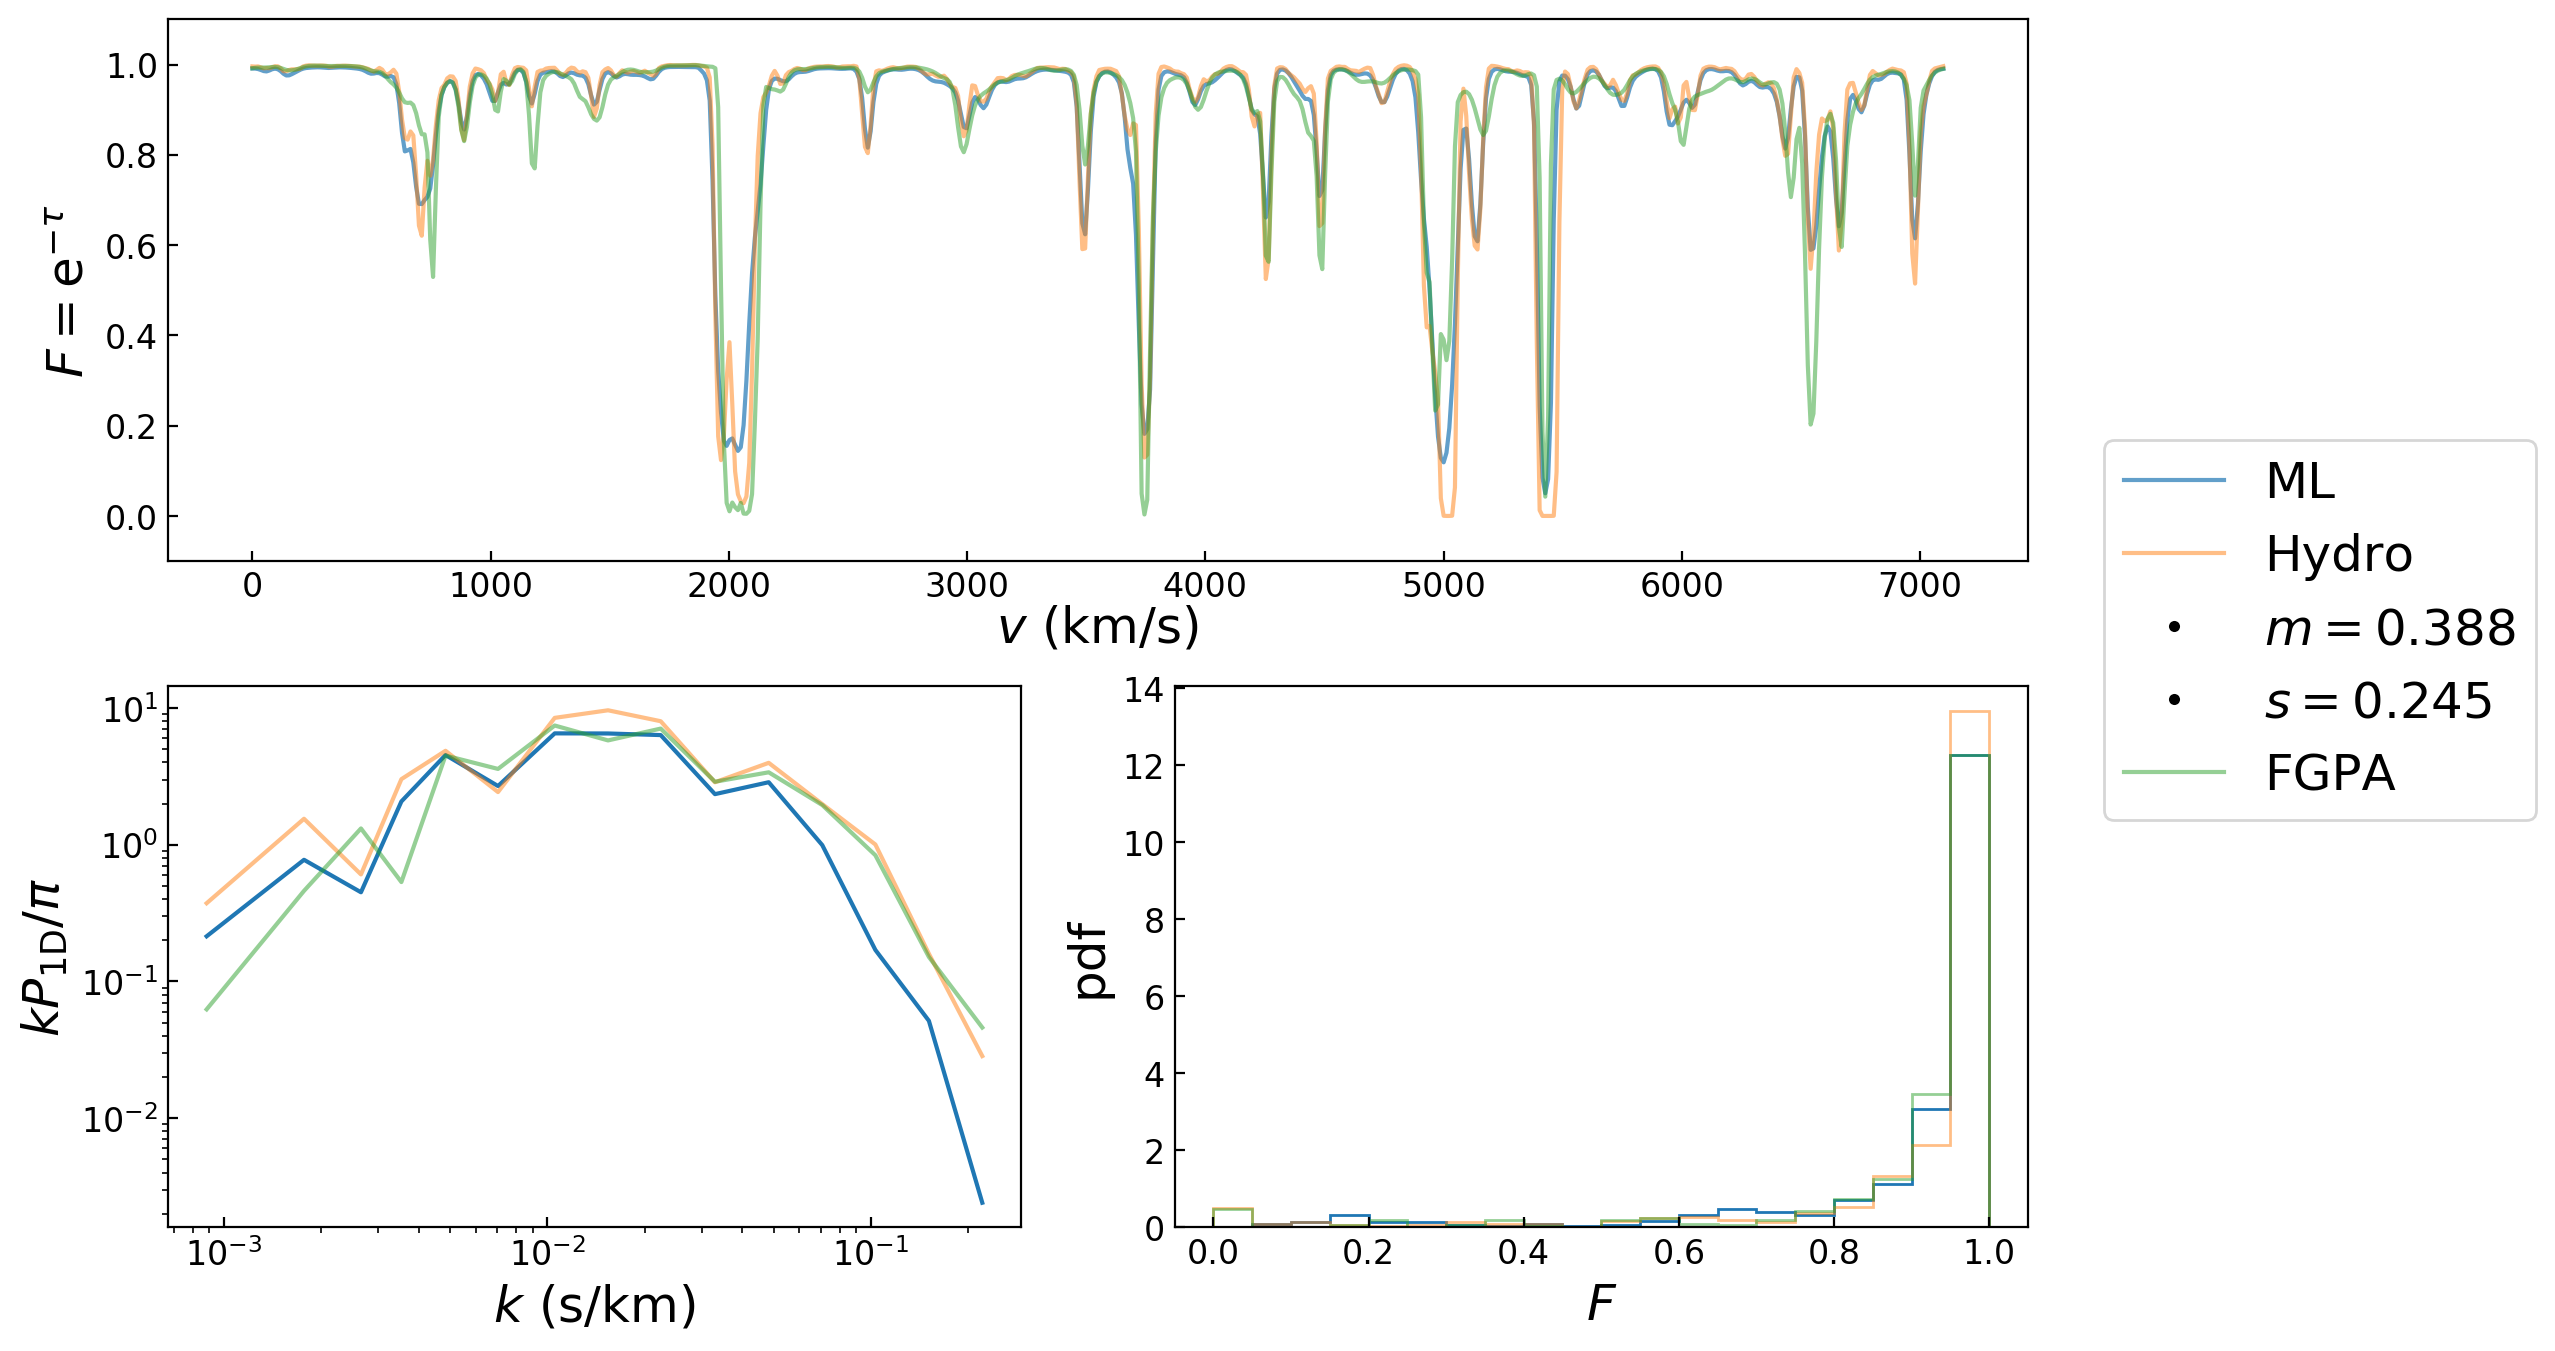 1.0
0.8
0.6
0.4
0.2
0.0
F = e^{−τ}
0 1000 2000 3000 4000 5000 6000 7000
v (km/s)
ML
Hydro
m = 0.388
s = 0.245
FGPA
10^1
10^0
10^{−1}
10^{−2}
kP_{1D}/π
10^{−3} 10^{−2} 10^{−1}
k (s/km)
14
12
10
8
6
4
2
0
pdf
0.0 0.2 0.4 0.6 0.8 1.0
F